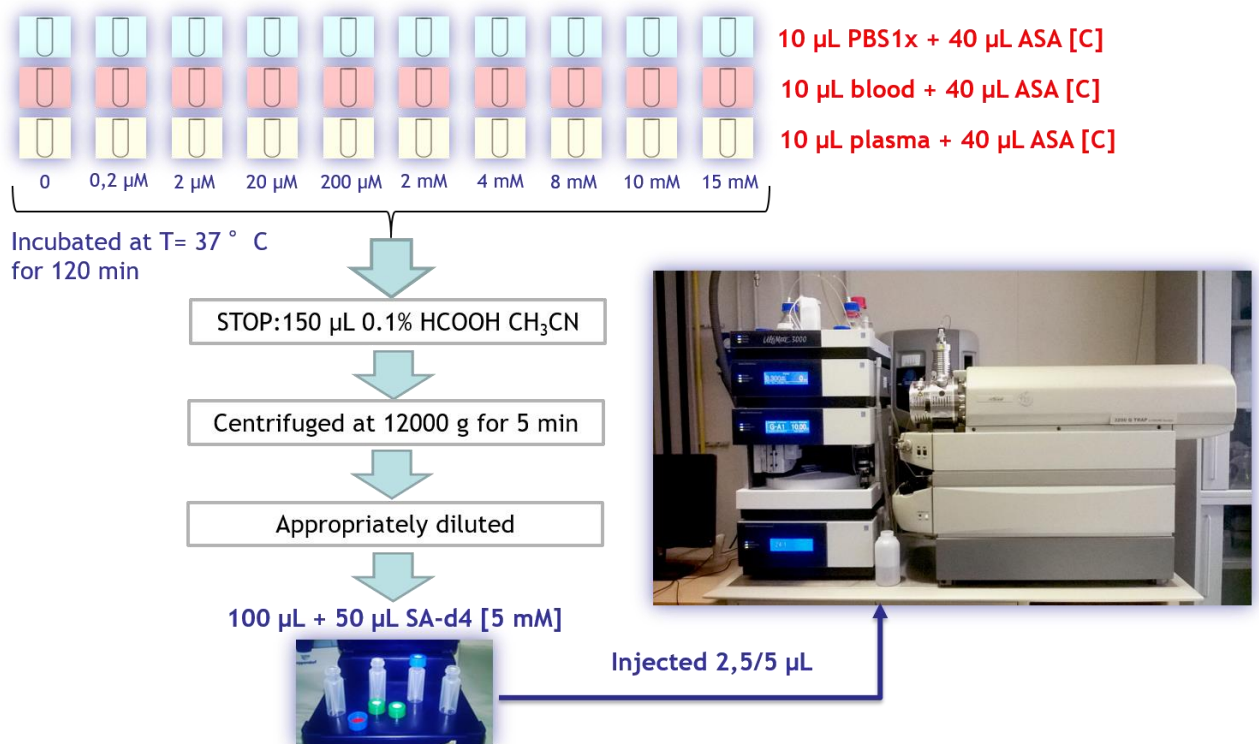 10 µL PBS1x + 40 µL ASA [C]
10 µL blood + 40 µL ASA [C]
10 µL plasma + 40 µL ASA [C]
0 0,2 µM 2 µM 20 µM 200 µM 2 mM 4 mM 8 mM 10 mM 15 mM
Incubated at T= 37 ° C
for 120 min
STOP:150 µL 0.1% HCOOH CH₃CN
Centrifuged at 12000 g for 5 min
Appropriately diluted
100 µL + 50 µL SA-d4 [5 mM]
Injected 2,5/5 µL